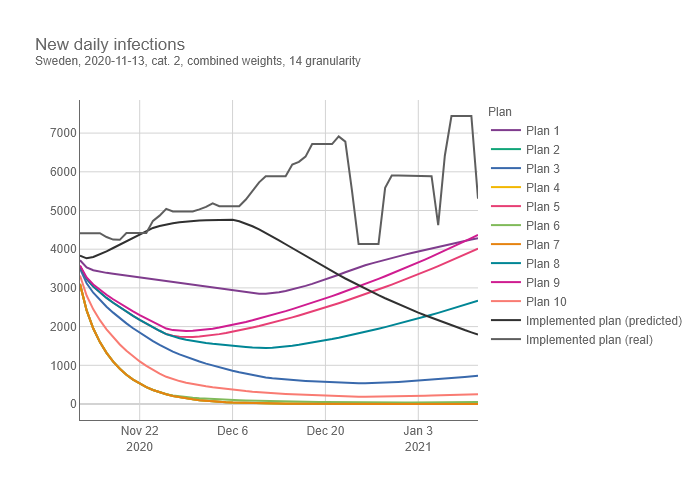 New daily infections
Sweden, 2020-11-13, cat. 2, combined weights, 14 granularity
Plan
7000
6000
5000
4000
3000
2000
1000
0
Nov 22
2020
Dec 6
Dec 20
Jan 3
2021
Plan 1
Plan 2
Plan 3
Plan 4
Plan 5
Plan 6
Plan 7
Plan 8
Plan 9
Plan 10
Implemented plan (predicted)
Implemented plan (real)